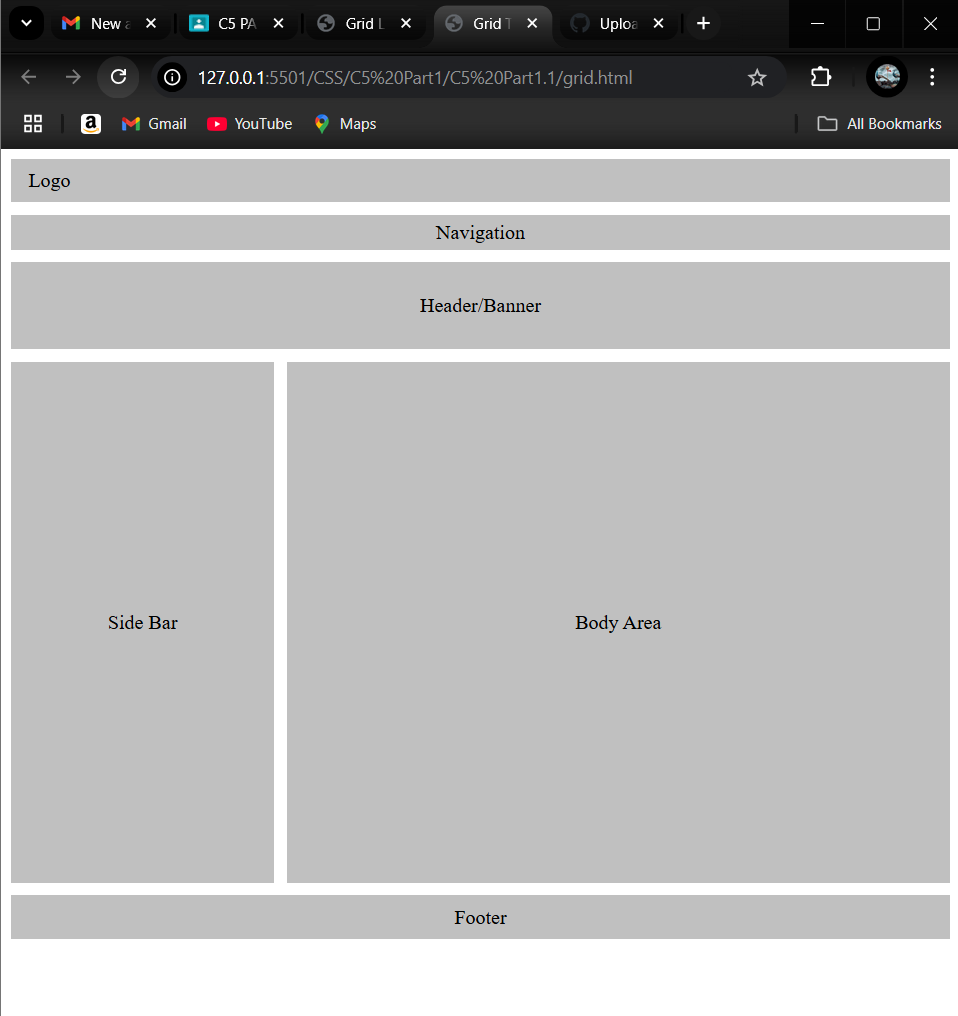 New a
C5 PA
Grid L
Grid T
Uploa
127.0.0.1:5501/CSS/C5%20Part1/C5%20Part1.1/grid.html
a Gmail YouTube Maps All Bookmarks
Logo
Navigation
Header/Banner
Side Bar
Body Area
Footer